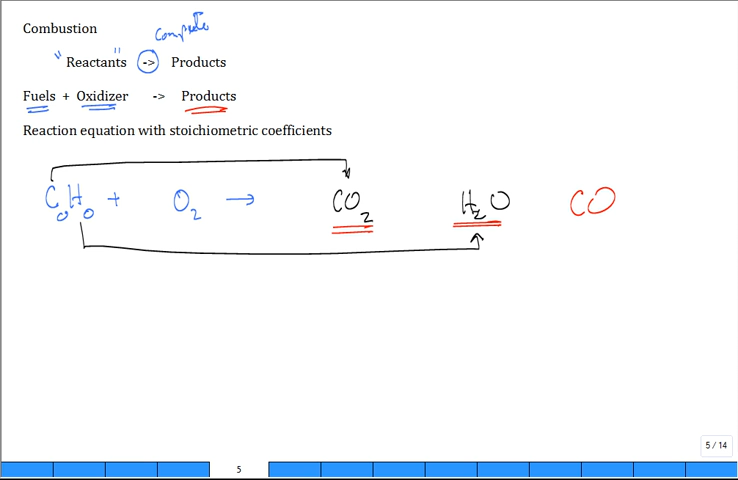 Combustion
complete
" Reactants " -> Products
Fuels + Oxidizer -> Products
Reaction equation with stoichiometric coefficients
C₀H₀ + O₂ → CO₂ H₂O CO
5 / 14
5